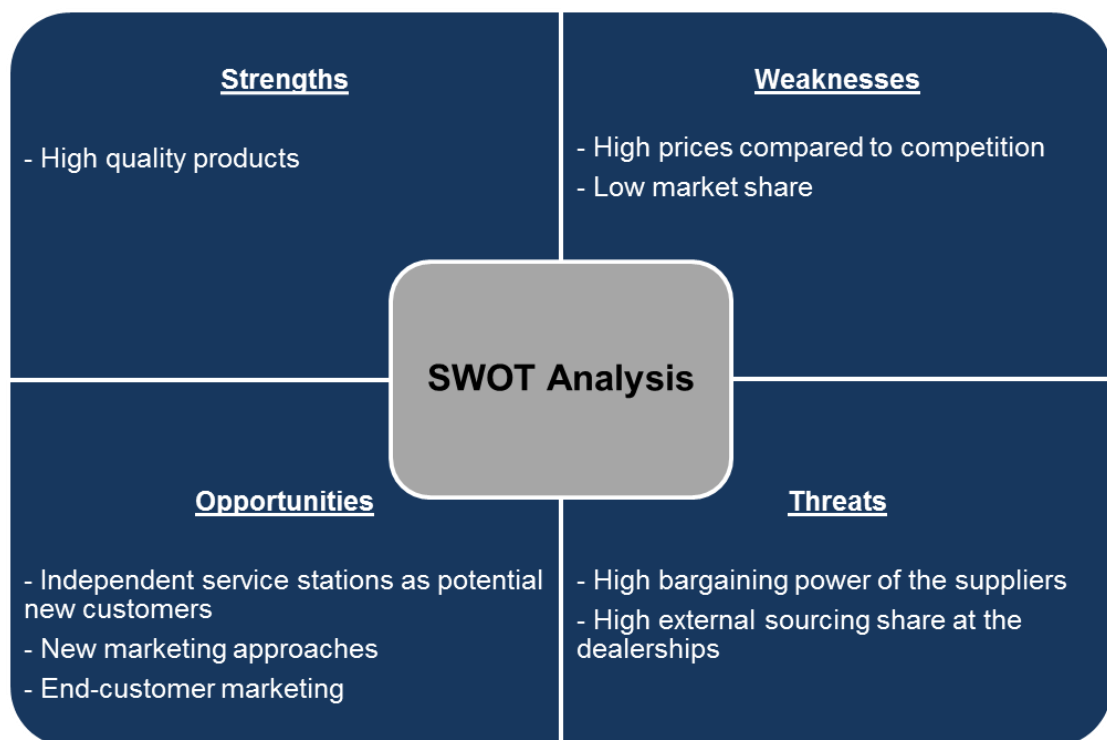 Strengths
- High quality products
Weaknesses
- High prices compared to competition
- Low market share
SWOT Analysis
Opportunities
- Independent service stations as potential
new customers
- New marketing approaches
- End-customer marketing
Threats
- High bargaining power of the suppliers
- High external sourcing share at the
dealerships